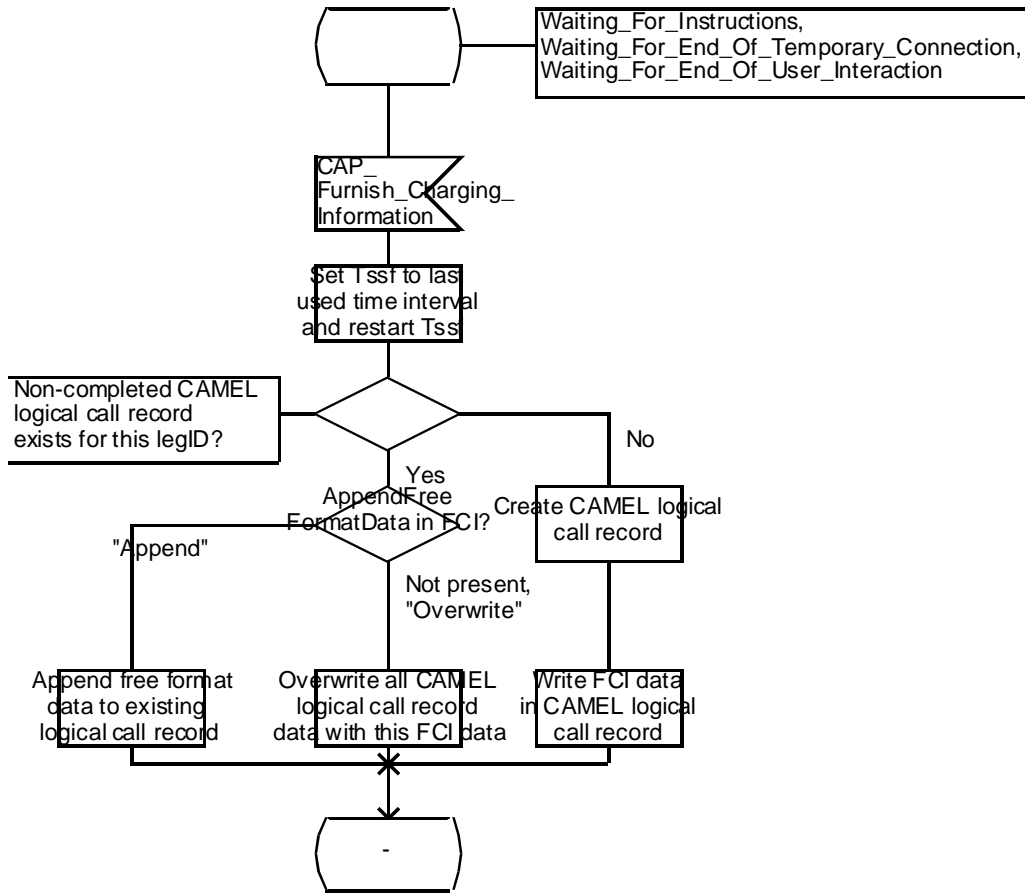 Waiting_For_Instructions,
Waiting_For_End_Of_Temporary_Connection,
Waiting_For_End_Of_User_Interaction
CAP_
Furnish_Charging_
Information
Set Tssf to last
used time interval
and restart Tssf
Non-completed CAMEL
logical call record
exists for this legID?
No
Yes
AppendFree
FormatData in FCI?
Create CAMEL logical
call record
"Append"
Not present,
"Overwrite"
Append free format
data to existing
logical call record
Overwrite all CAMEL
logical call record
data with this FCI data
Write FCI data
in CAMEL logical
call record
-